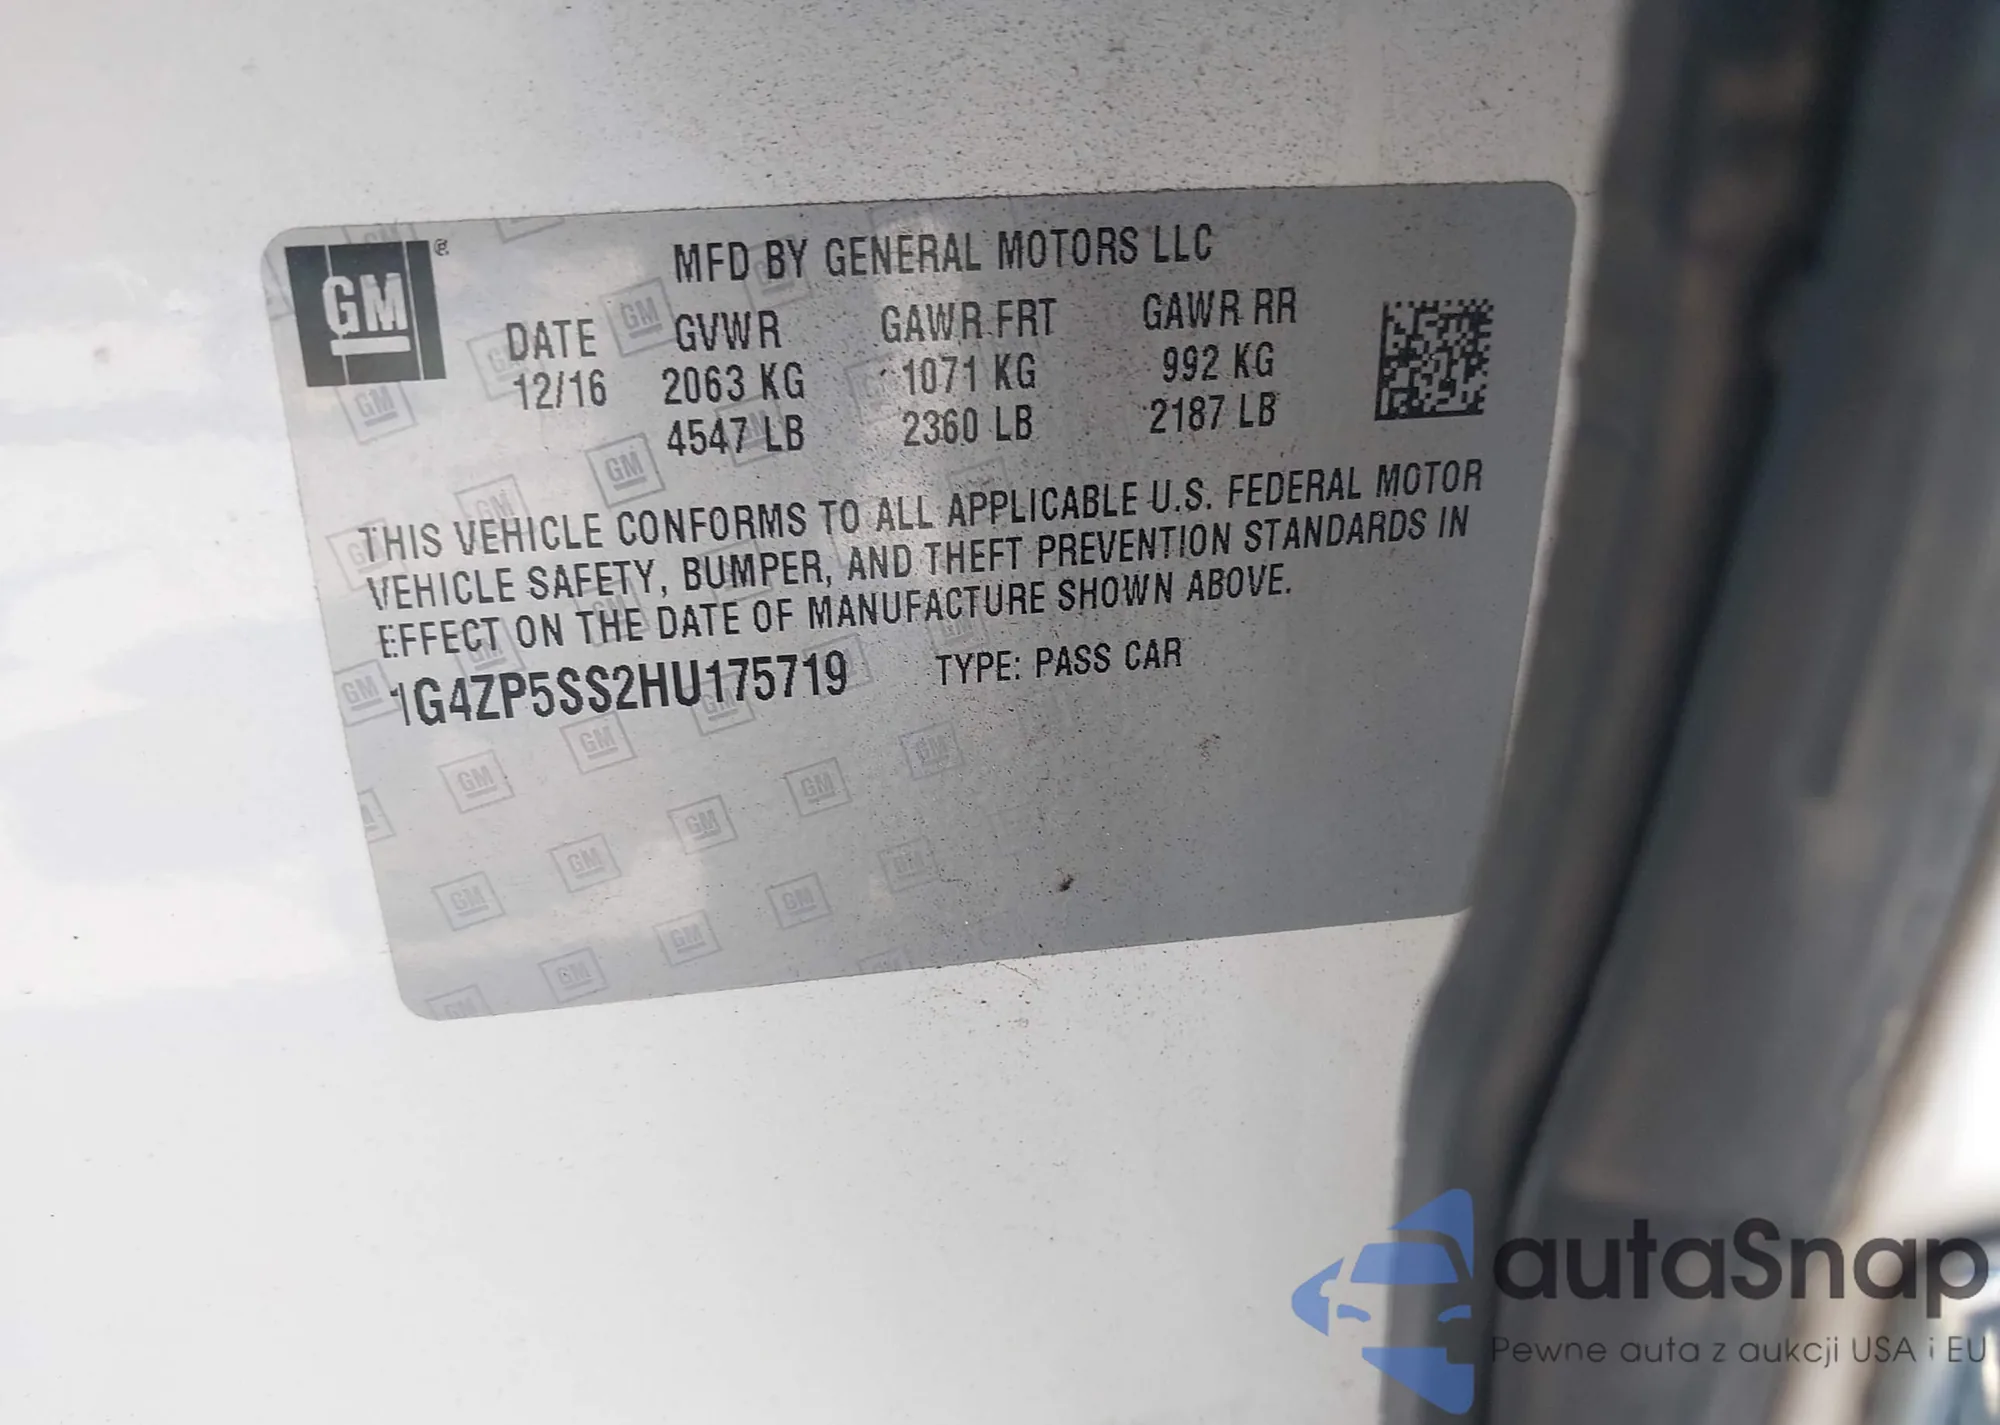 GM®
MFD BY GENERAL MOTORS LLC
DATE GVWR GAWR FRT GAWR RR
12/16 2063 KG 1071 KG 992 KG
4547 LB 2360 LB 2187 LB
THIS VEHICLE CONFORMS TO ALL APPLICABLE U.S. FEDERAL MOTOR
VEHICLE SAFETY, BUMPER, AND THEFT PREVENTION STANDARDS IN
EFFECT ON THE DATE OF MANUFACTURE SHOWN ABOVE.
1G4ZP5SS2HU175719 TYPE: PASS CAR
autaSnap
Pewne auta z aukcji USA i EU